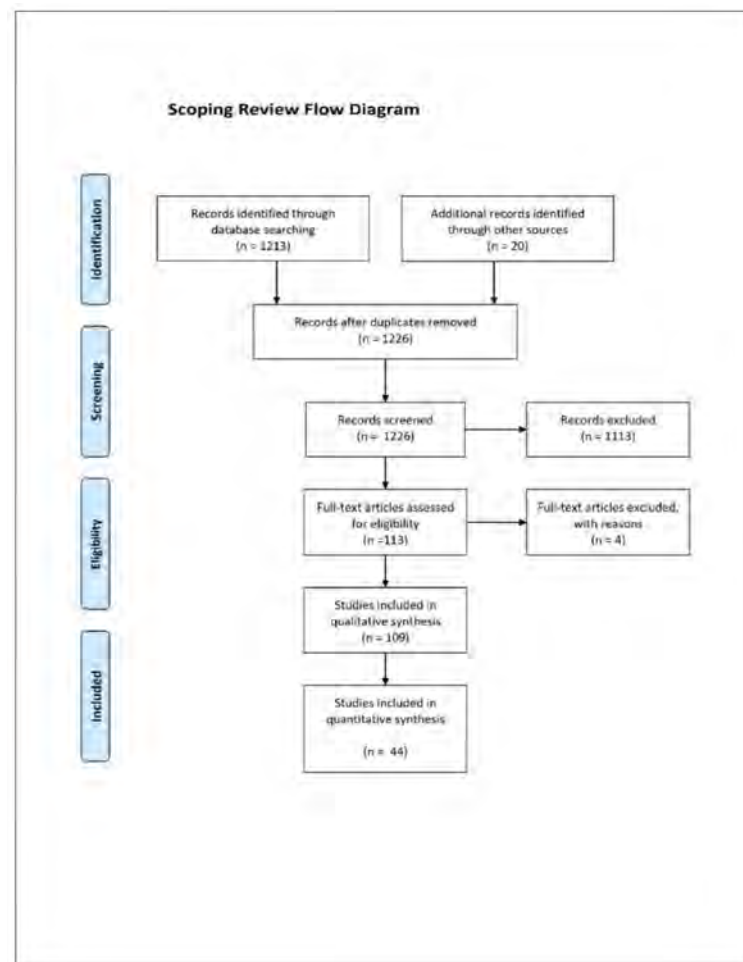 Scoping Review Flow Diagram
Identification
Records identified through
database searching
(n = 1213)
Additional records identified
through other sources
(n = 20)
Records after duplicates removed
(n = 1226)
Screening
Records screened
(n = 1226)
Records excluded
(n = 1113)
Eligibility
Full-text articles assessed
for eligibility
(n =113)
Full-text articles excluded,
with reasons
(n = 4)
Studies included in
qualitative synthesis
(n = 109)
Included
Studies included in
quantitative synthesis
(n = 44)